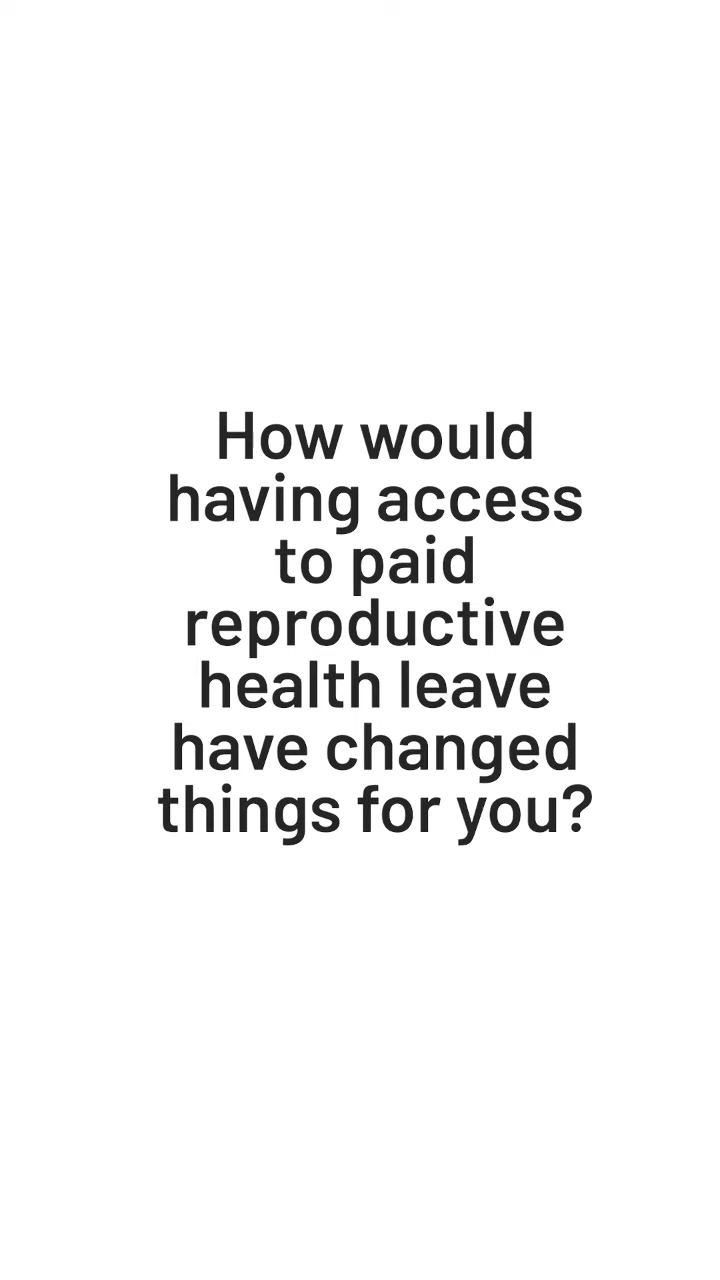 How would
having access
to paid
reproductive
health leave
have changed
things for you?